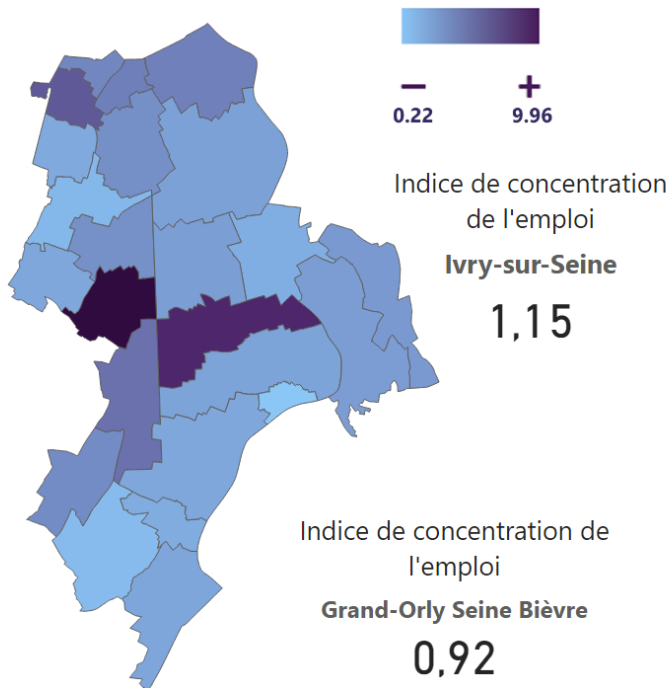 − +
0.22 9.96
Indice de concentration
de l'emploi
Ivry-sur-Seine
1,15
Indice de concentration de
l'emploi
Grand-Orly Seine Bièvre
0,92